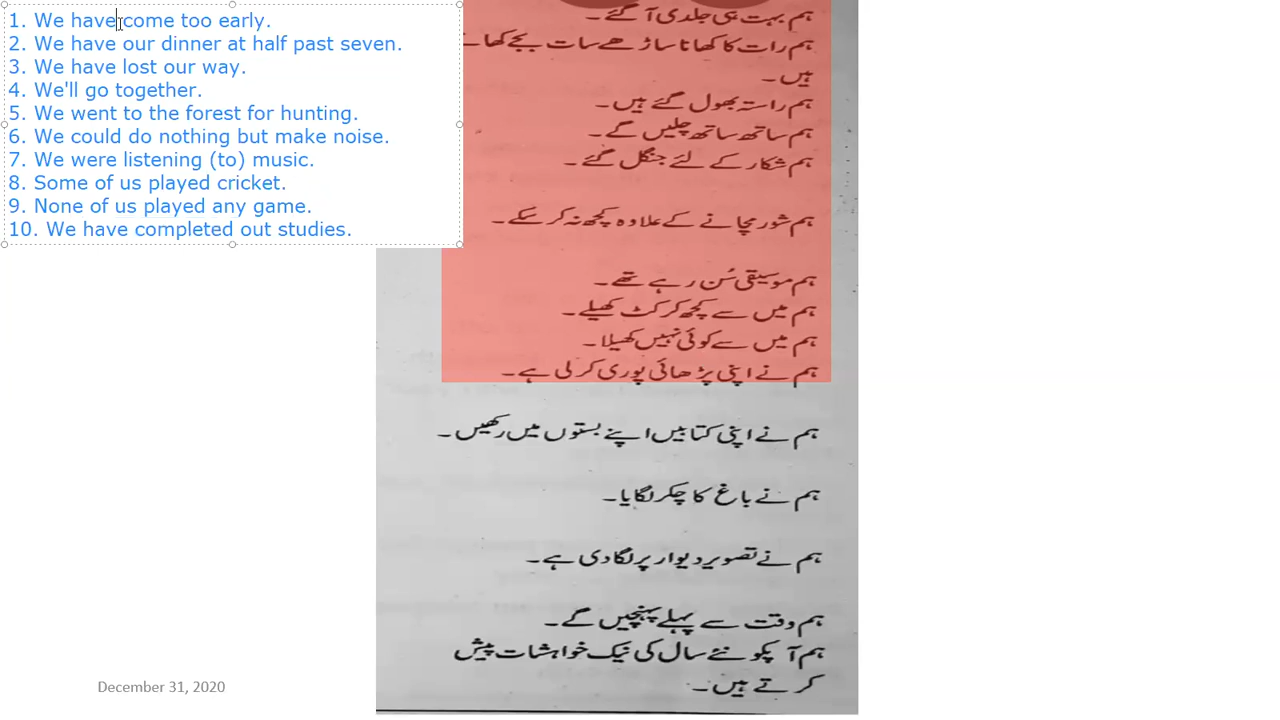 1. We have come too early.
2. We have our dinner at half past seven.
3. We have lost our way.
4. We'll go together.
5. We went to the forest for hunting.
6. We could do nothing but make noise.
7. We were listening (to) music.
8. Some of us played cricket.
9. None of us played any game.
10. We have completed out studies.
ہم بہت ہی جلدی آ گئے ۔
ہم رات کا کھانا ساڑھے سات بجے کھاتے
ہیں ۔
ہم راستہ بھول گئے ہیں ۔
ہم ساتھ ساتھ چلیں گے ۔
ہم شکار کے لئے جنگل گئے ۔
ہم شور مچانے کے علاوہ کچھ نہ کر سکے ۔
ہم موسیقی سُن رہے تھے ۔
ہم میں سے کچھ کرکٹ کھیلے ۔
ہم میں سے کوئی نہیں کھیلا ۔
ہم نے اپنی پڑھائی پوری کر لی ہے ۔
ہم نے اپنی کتابیں اپنے بستوں میں رکھیں ۔
ہم نے باغ کا چکر لگایا ۔
ہم نے تصویر دیوار پر لگا دی ہے ۔
ہم وقت سے پہلے پہنچیں گے ۔
ہم آپکو نئے سال کی نیک خواہشات پیش
کرتے ہیں ۔
December 31, 2020